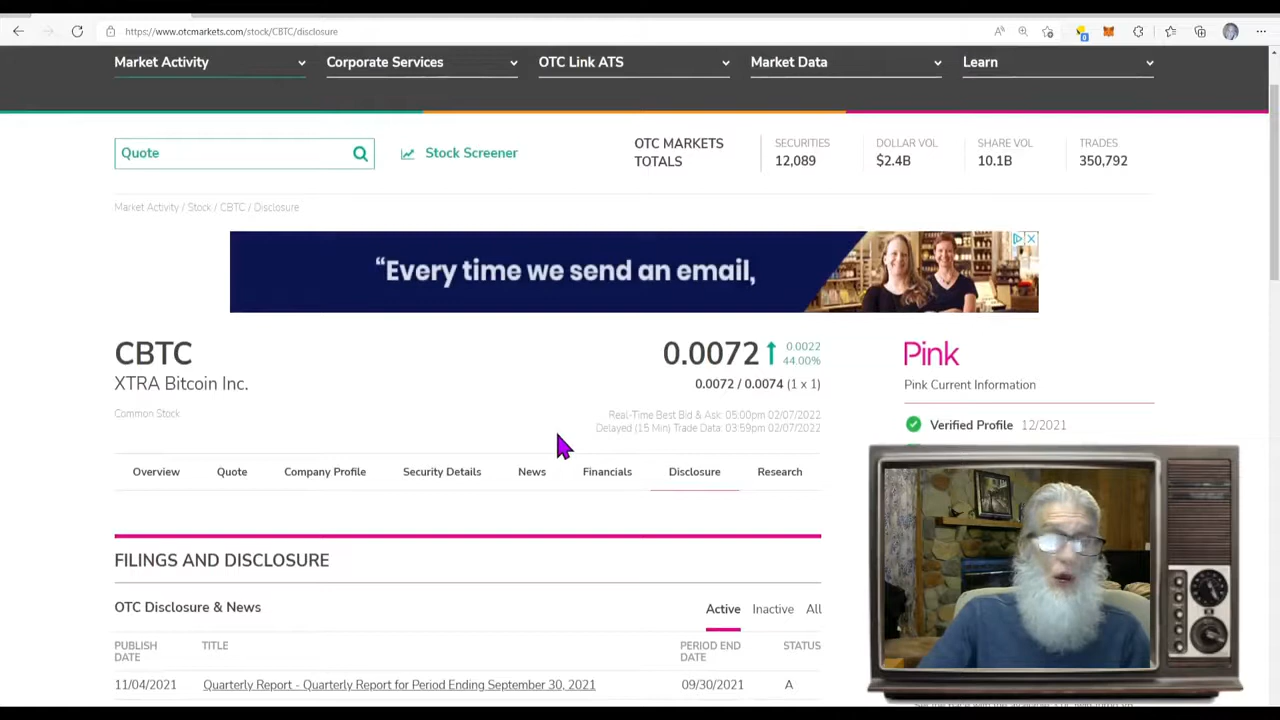 https://www.otcmarkets.com/stock/CBTC/disclosure
Market Activity
Corporate Services
OTC Link ATS
Market Data
Learn
Quote
Stock Screener
OTC MARKETS
TOTALS
SECURITIES
12,089
DOLLAR VOL
$2.4B
SHARE VOL
10.1B
TRADES
350,792
Market Activity / Stock / CBTC / Disclosure
“Every time we send an email,
CBTC
XTRA Bitcoin Inc.
Common Stock
0.0072
0.0022
44.00%
0.0072 / 0.0074 (1 x 1)
Real-Time Best Bid & Ask: 05:00pm 02/07/2022
Delayed (15 Min) Trade Data: 03:59pm 02/07/2022
Pink
Pink Current Information
Verified Profile 12/2021
Overview
Quote
Company Profile
Security Details
News
Financials
Disclosure
Research
FILINGS AND DISCLOSURE
OTC Disclosure & News
Active
Inactive
All
PUBLISH
DATE
TITLE
PERIOD END
DATE
STATUS
11/04/2021
Quarterly Report - Quarterly Report for Period Ending September 30, 2021
09/30/2021
A